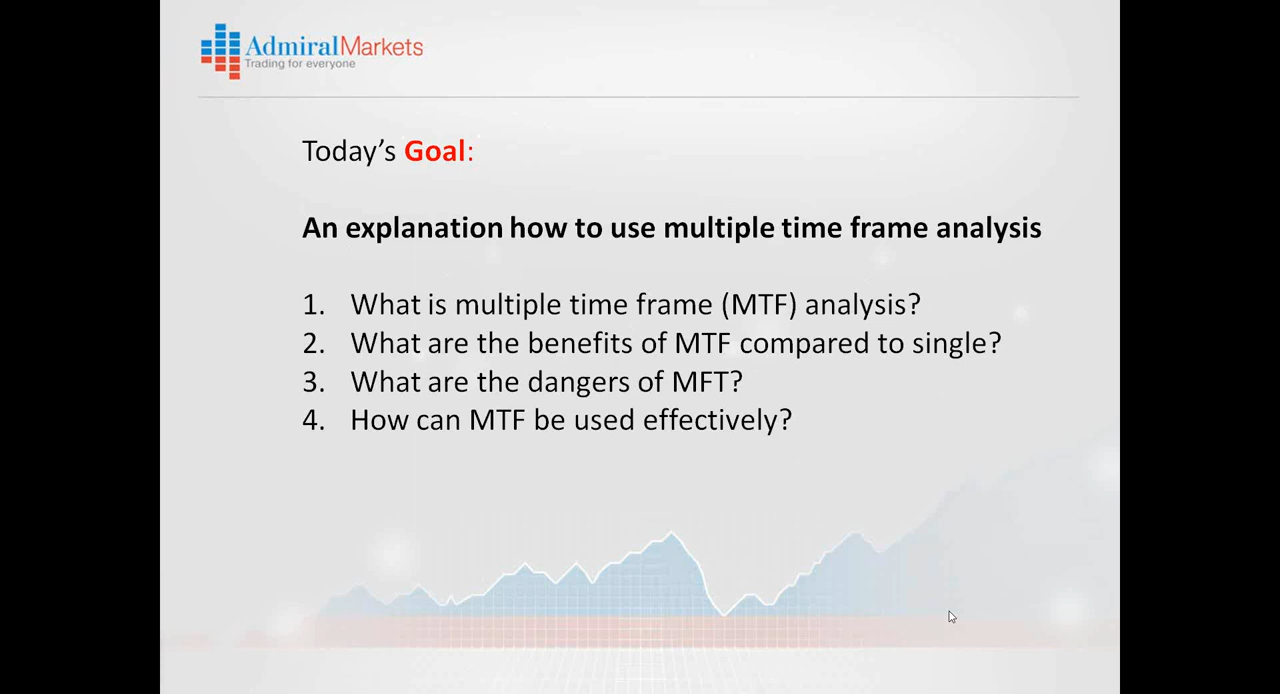 AdmiralMarkets
Trading for everyone
Today's Goal:
An explanation how to use multiple time frame analysis
1. What is multiple time frame (MTF) analysis?
2. What are the benefits of MTF compared to single?
3. What are the dangers of MFT?
4. How can MTF be used effectively?